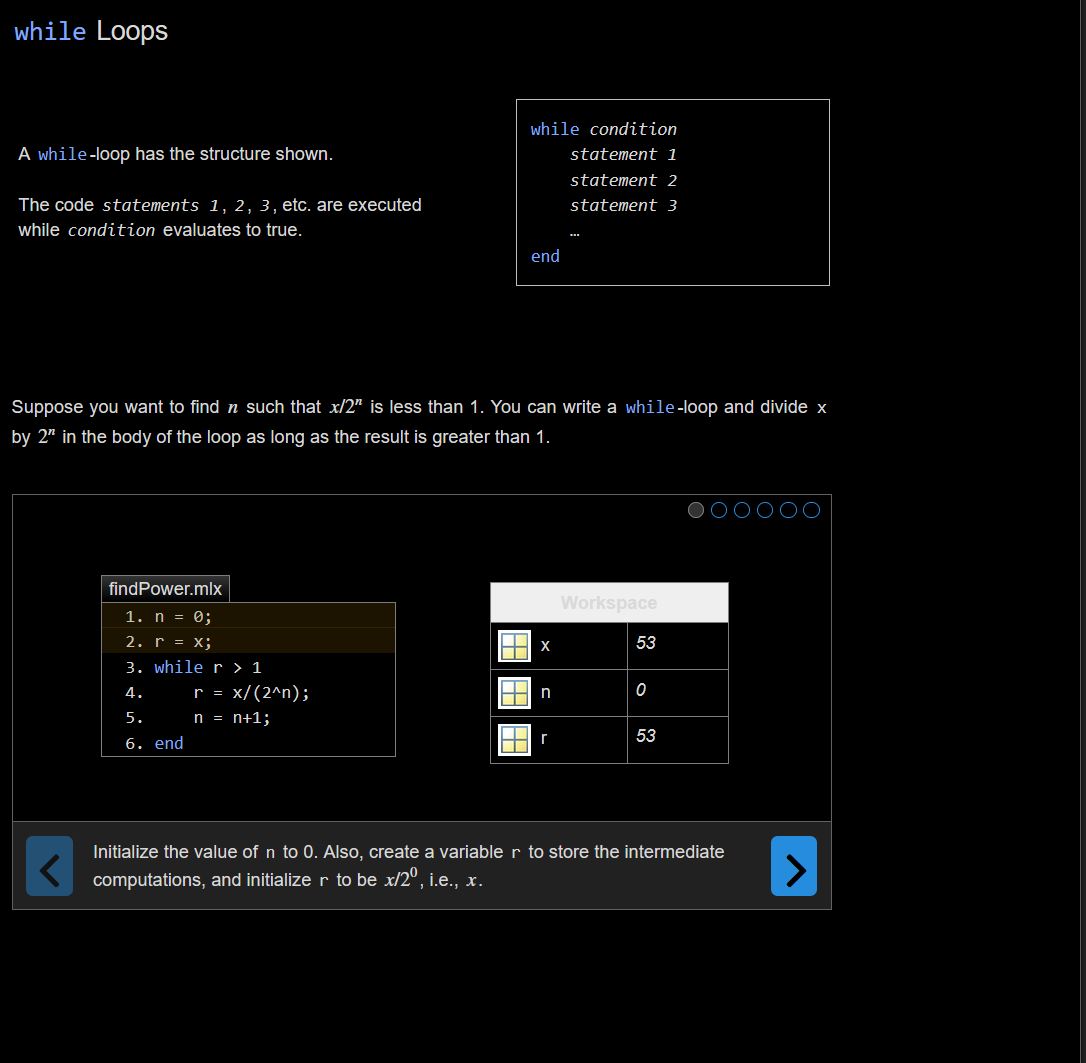 while Loops
while condition
A while-loop has the structure shown.
statement 1
statement 2
The code statements 1, 2, 3, etc. are executed
statement 3
while condition evaluates to true.
…
end
Suppose you want to find n such that x/2ⁿ is less than 1. You can write a while-loop and divide x
by 2ⁿ in the body of the loop as long as the result is greater than 1.
findPower.mlx
1. n = 0;
2. r = x;
3. while r > 1
4. r = x/(2^n);
5. n = n+1;
6. end
Workspace
x 53
n 0
r 53
Initialize the value of n to 0. Also, create a variable r to store the intermediate
computations, and initialize r to be x/2⁰, i.e., x.